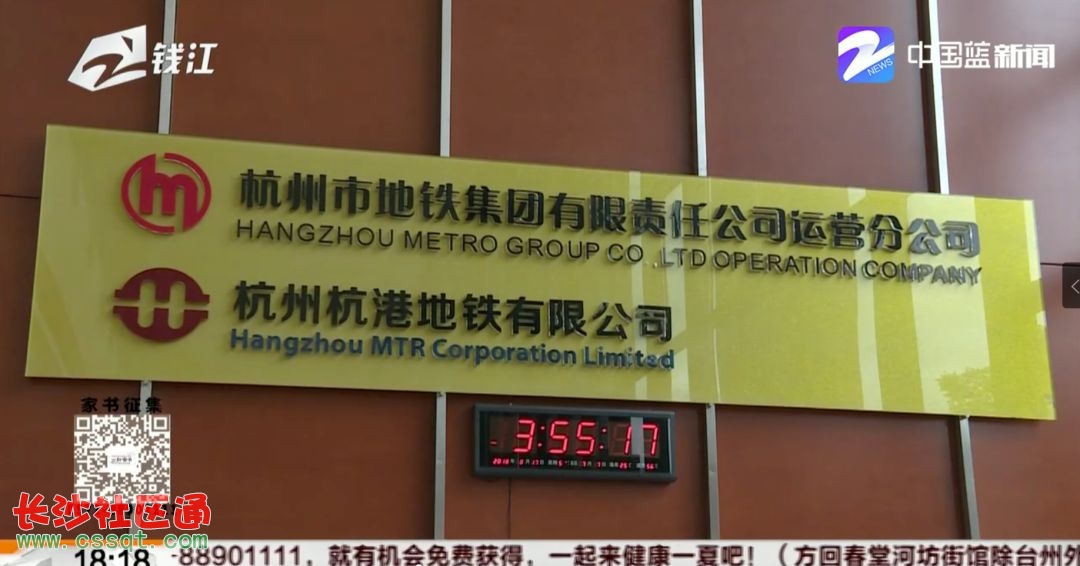 钱江
中国蓝新闻
NEWS
杭州市地铁集团有限责任公司运营分公司
HANGZHOU METRO GROUP CO.,LTD OPERATION COMPANY
杭州杭港地铁有限公司
Hangzhou MTR Corporation Limited
家书征集
3:55:17
长沙社区通
www.cssqt.com
18:18
-88901111，就有机会免费获得，一起来健康一夏吧！（方回春堂河坊街馆除台州外